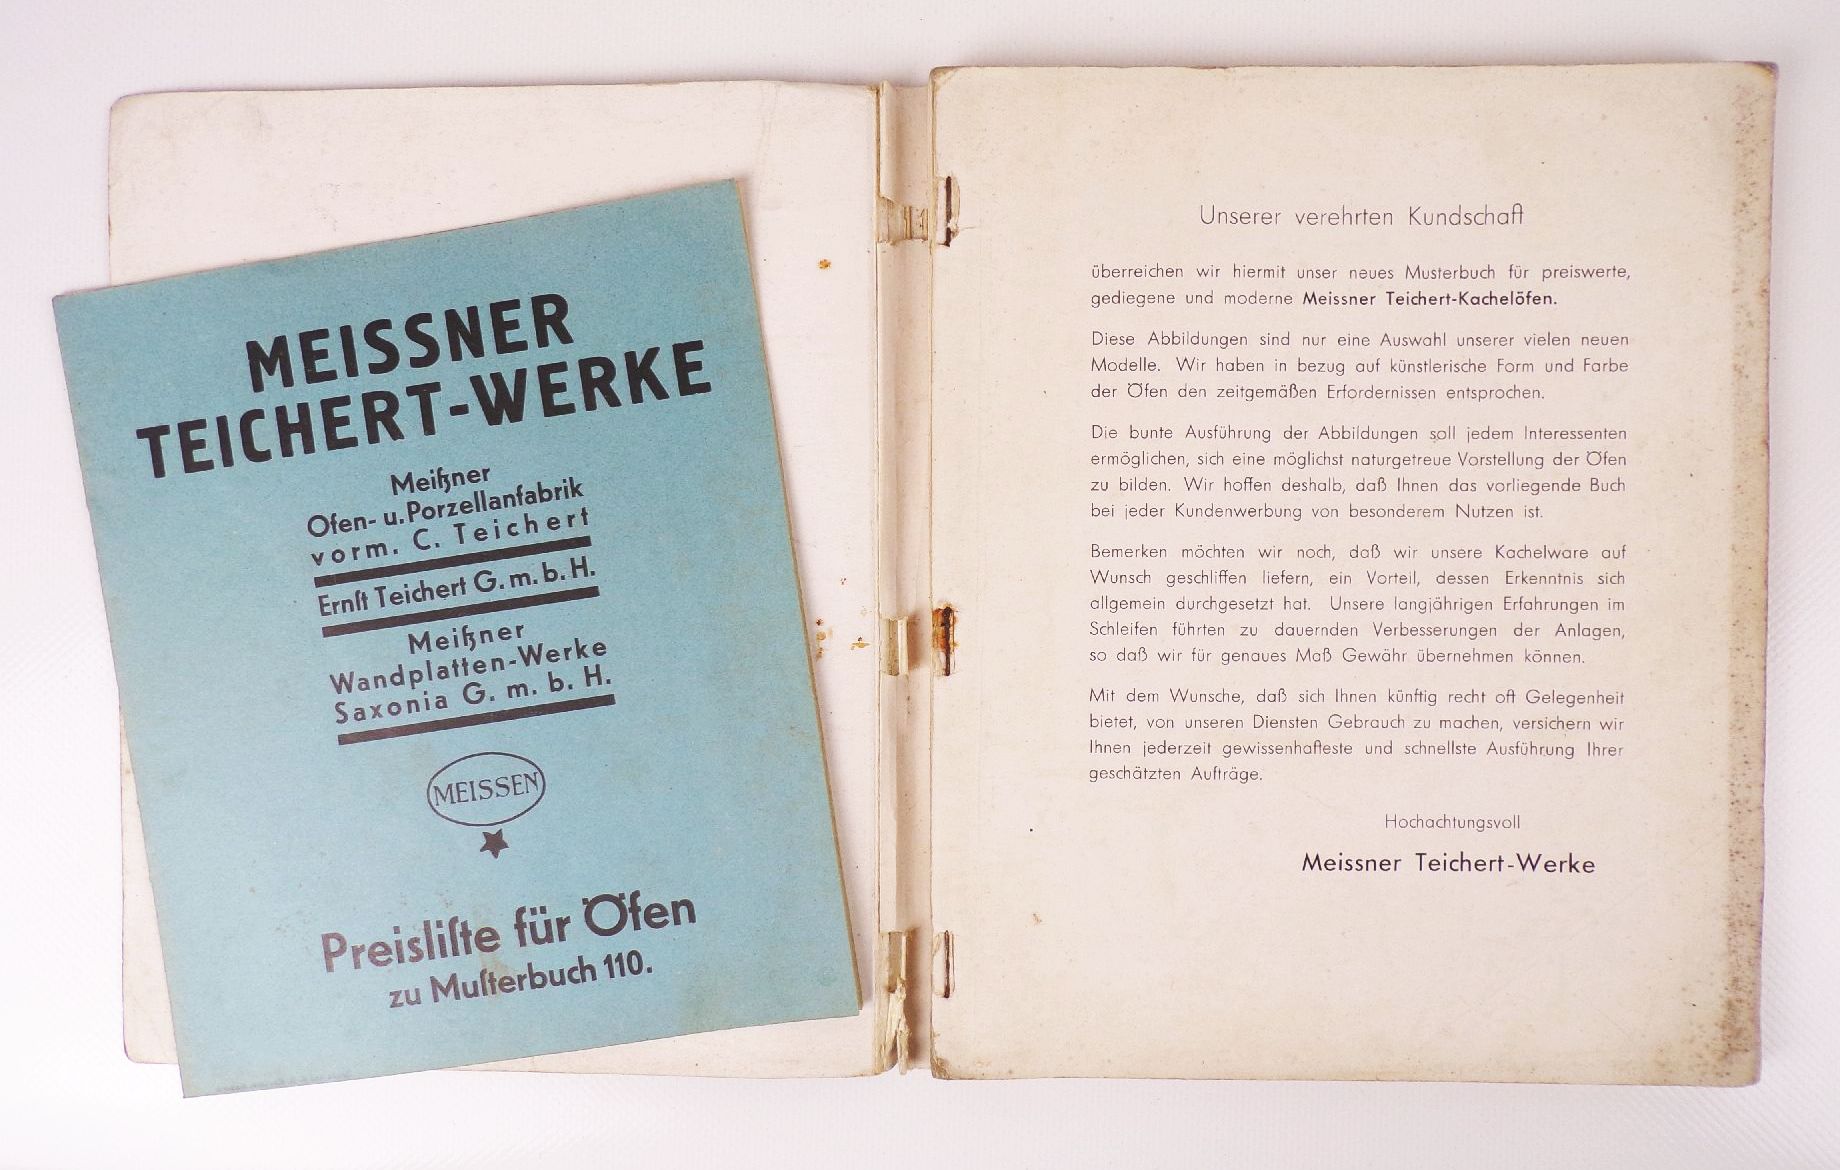 MEISSNER
TEICHERT-WERKE
Meißner
Ofen- u. Porzellanfabrik
vorm. C. Teichert
Ernſt Teichert G. m. b. H.
Meißner
Wandplatten-Werke
Saxonia G. m. b. H.
MEISSEN
Preisliſte für Öfen
zu Muſterbuch 110.
Unserer verehrten Kundschaft
überreichen wir hiermit unser neues Musterbuch für preiswerte,
gediegene und moderne Meissner Teichert-Kachelöfen.
Diese Abbildungen sind nur eine Auswahl unserer vielen neuen
Modelle. Wir haben in bezug auf künstlerische Form und Farbe
der Öfen den zeitgemäßen Erfordernissen entsprochen.
Die bunte Ausführung der Abbildungen soll jedem Interessenten
ermöglichen, sich eine möglichst naturgetreue Vorstellung der Öfen
zu bilden. Wir hoffen deshalb, daß Ihnen das vorliegende Buch
bei jeder Kundenwerbung von besonderem Nutzen ist.
Bemerken möchten wir noch, daß wir unsere Kachelware auf
Wunsch geschliffen liefern, ein Vorteil, dessen Erkenntnis sich
allgemein durchgesetzt hat. Unsere langjährigen Erfahrungen im
Schleifen führten zu dauernden Verbesserungen der Anlagen,
so daß wir für genaues Maß Gewähr übernehmen können.
Mit dem Wunsche, daß sich Ihnen künftig recht oft Gelegenheit
bietet, von unseren Diensten Gebrauch zu machen, versichern wir
Ihnen jederzeit gewissenhafteste und schnellste Ausführung Ihrer
geschätzten Aufträge.
Hochachtungsvoll
Meissner Teichert-Werke